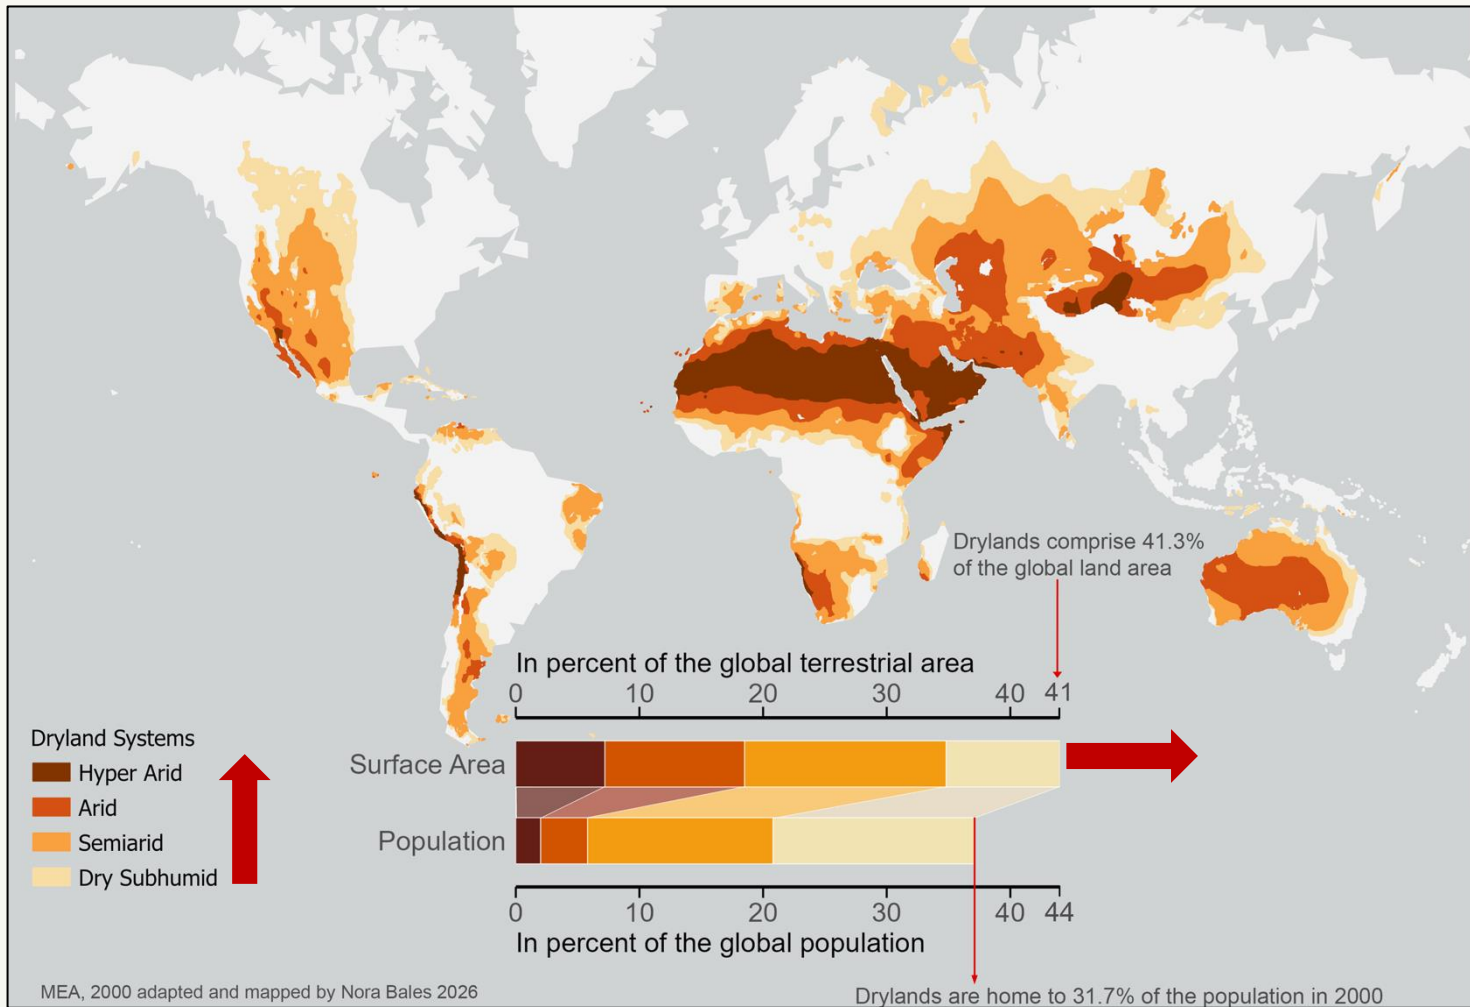 Drylands comprise 41.3%
of the global land area
In percent of the global terrestrial area
0 10 20 30 40 41
Dryland Systems
Hyper Arid
Arid
Semiarid
Dry Subhumid
Surface Area
Population
0 10 20 30 40 44
In percent of the global population
MEA, 2000 adapted and mapped by Nora Bales 2026
Drylands are home to 31.7% of the population in 2000